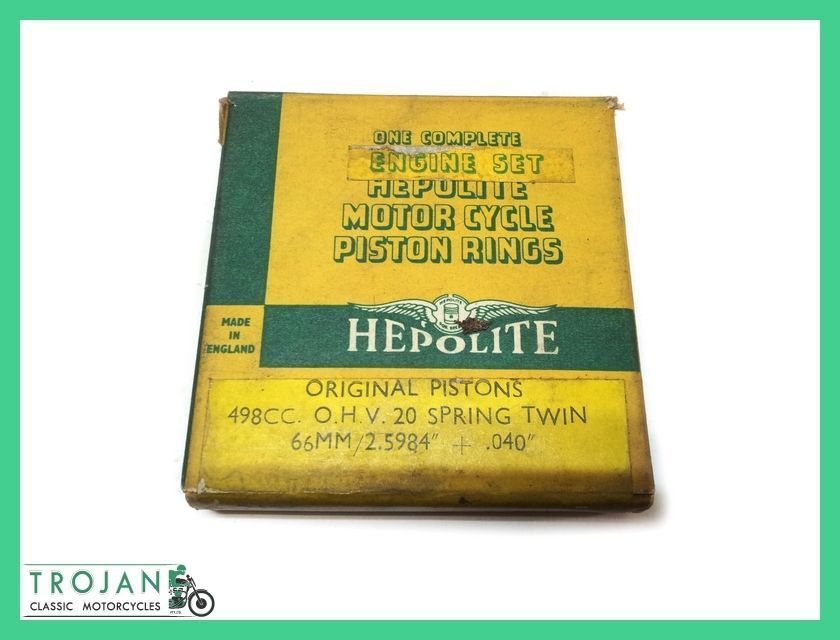 ONE COMPLETE
ENGINE SET
HEPOLITE
MOTOR CYCLE
PISTON RINGS
HEPOLITE
HEPOLITE
MADE
IN
ENGLAND
ORIGINAL PISTONS
498CC. O.H.V. 20 SPRING TWIN
66MM/2.5984" + .040"
TROJAN
CLASSIC MOTORCYCLES